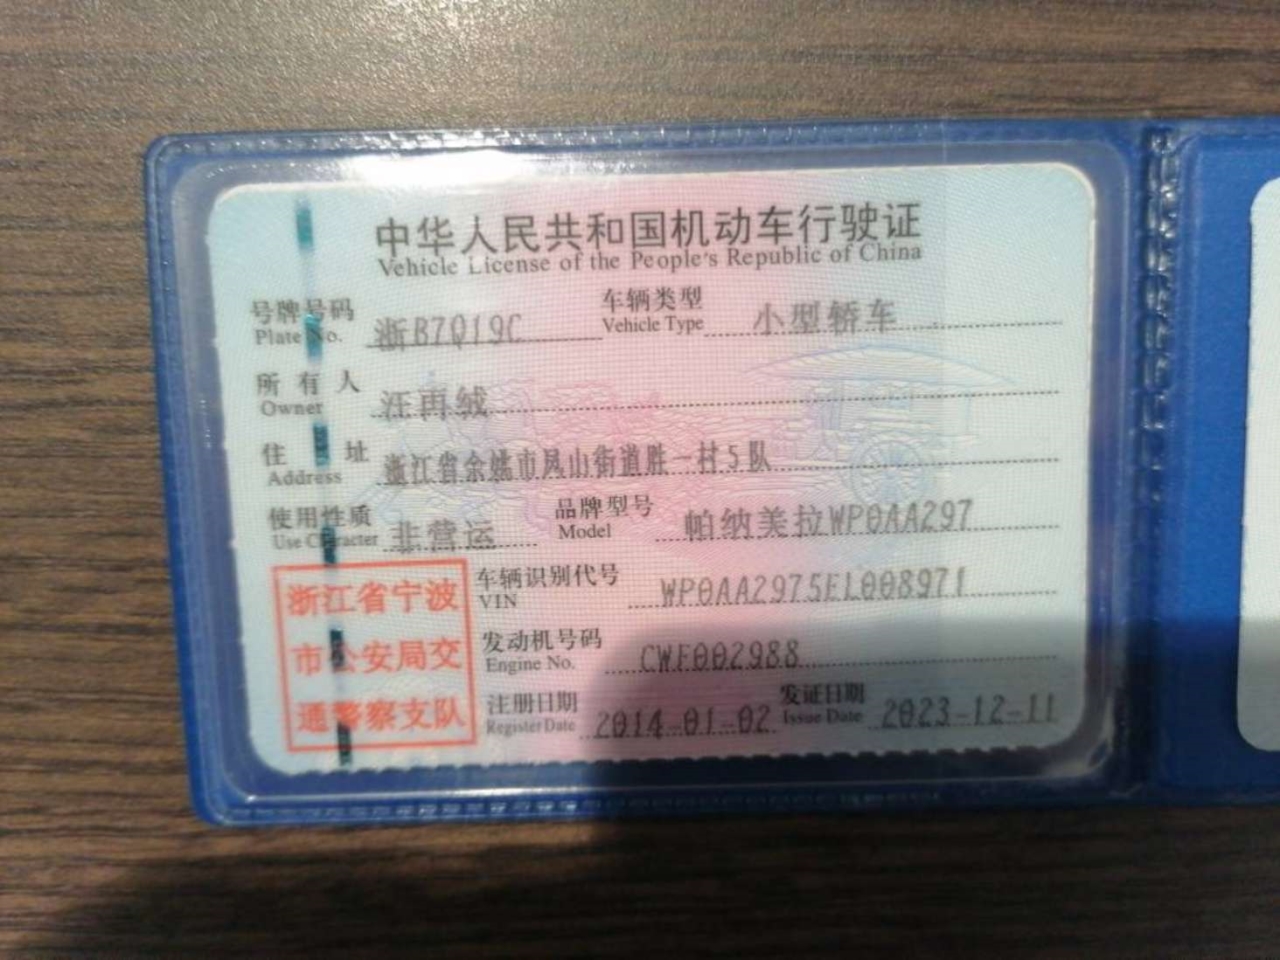 中华人民共和国机动车行驶证
Vehicle License of the People's Republic of China
号牌号码 浙B7Q19C 车辆类型 小型轿车
Plate No. Vehicle Type
所有人 汪再绒
Owner
住址 浙江省余姚市凤山街道胜一村5队
Address
使用性质 非营运 品牌型号 帕纳美拉WP0AA297
Use Character Model
浙江省宁波
市公安局交
通警察支队
车辆识别代号 WP0AA2975EL008971
VIN
发动机号码 CWF002988
Engine No.
注册日期 2014-01-02 发证日期 2023-12-11
Register Date Issue Date